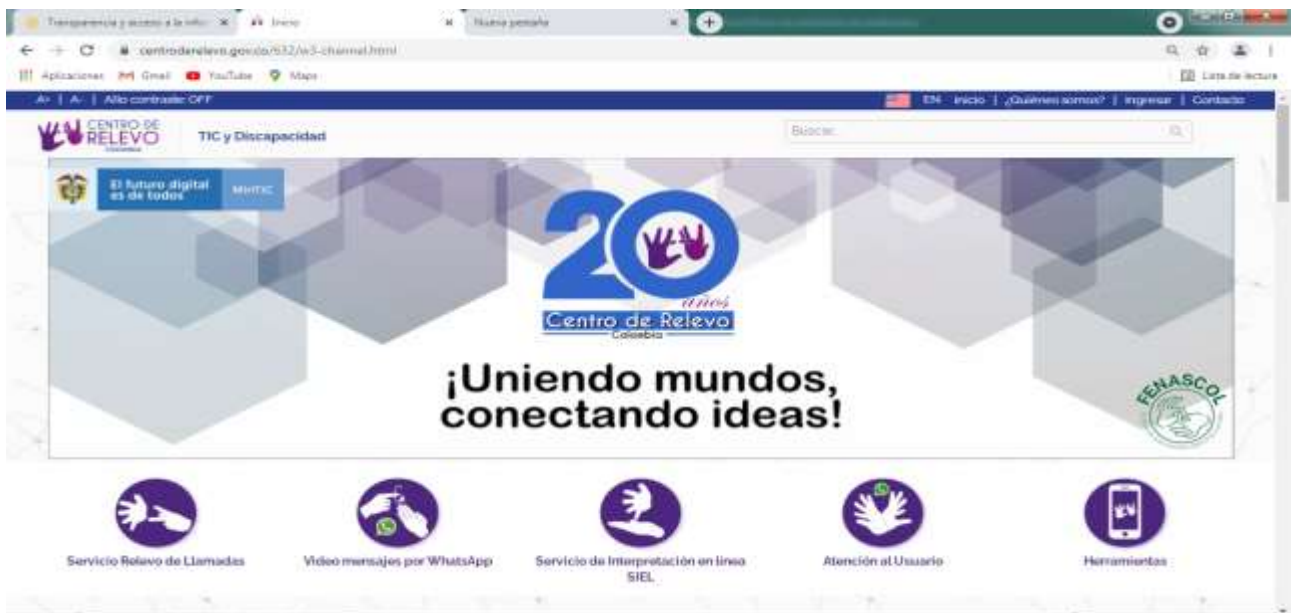 Transparencia y acceso a la infor
Inicio
Nueva pestaña
centroderelevo.gov.co/632/w3-channel.html
Aplicaciones
Gmail
YouTube
Maps
Lista de lectura
A+ | A- | Alto contraste: OFF
EN Inicio | ¿Quiénes somos? | Ingresar | Contacto
CENTRO DE
RELEVO
Colombia
TIC y Discapacidad
Buscar
El futuro digital
es de todos
MinTIC
20
años
Centro de Relevo
Colombia
¡Uniendo mundos,
conectando ideas!
FENASCOL
Servicio Relevo de Llamadas
Video mensajes por WhatsApp
Servicio de Interpretación en línea
SIEL
Atención al Usuario
Herramientas